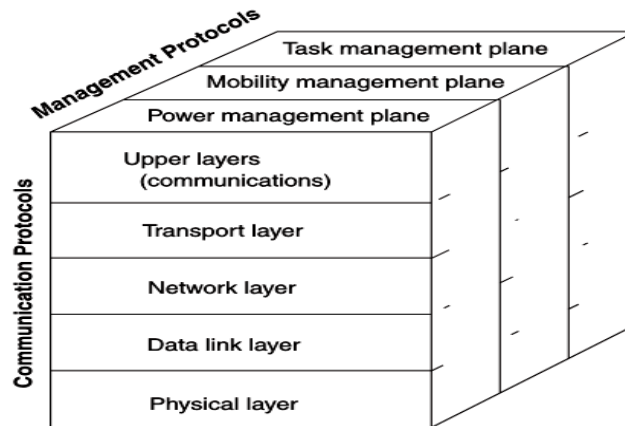 Management Protocols
Task management plane
Mobility management plane
Power management plane
Upper layers
(communications)
Transport layer
Network layer
Data link layer
Physical layer
Communication Protocols